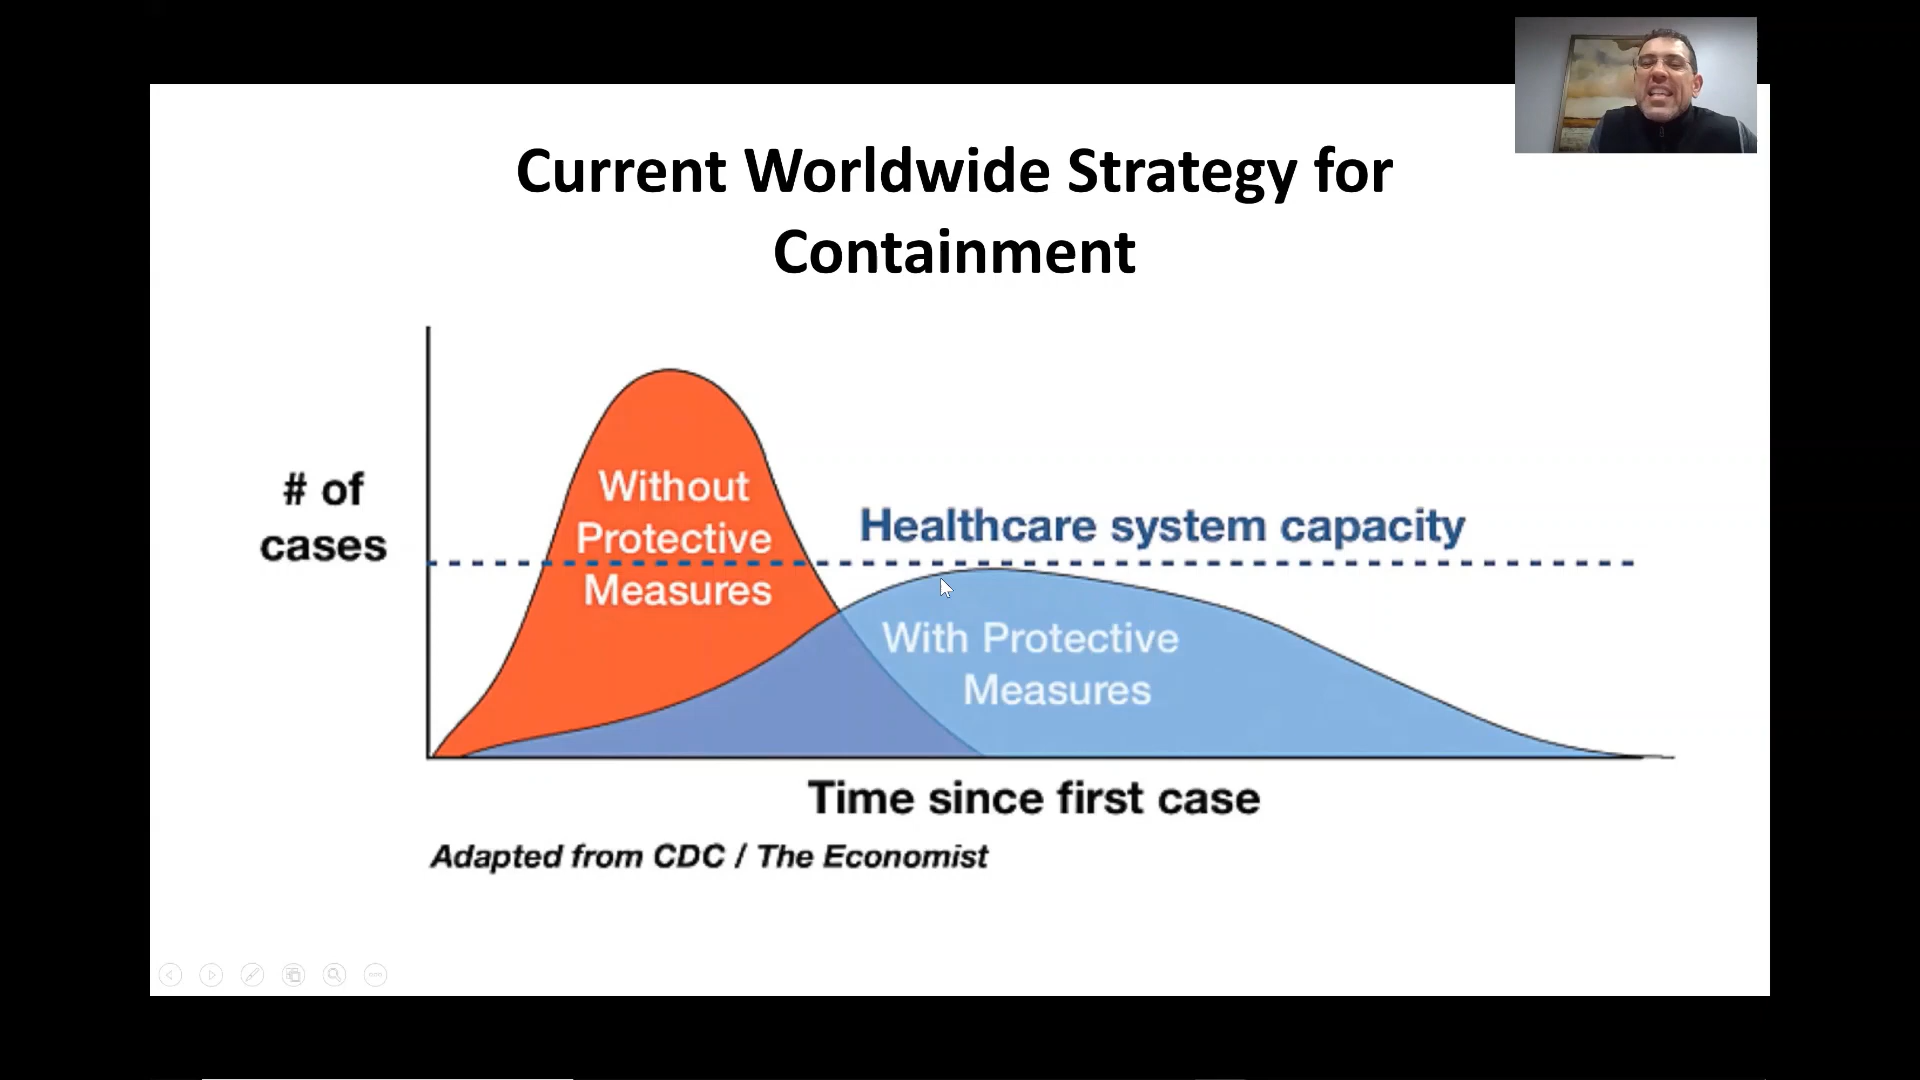 Current Worldwide Strategy for
Containment
# of
cases
Without
Protective
Measures
Healthcare system capacity
With Protective
Measures
Time since first case
Adapted from CDC / The Economist